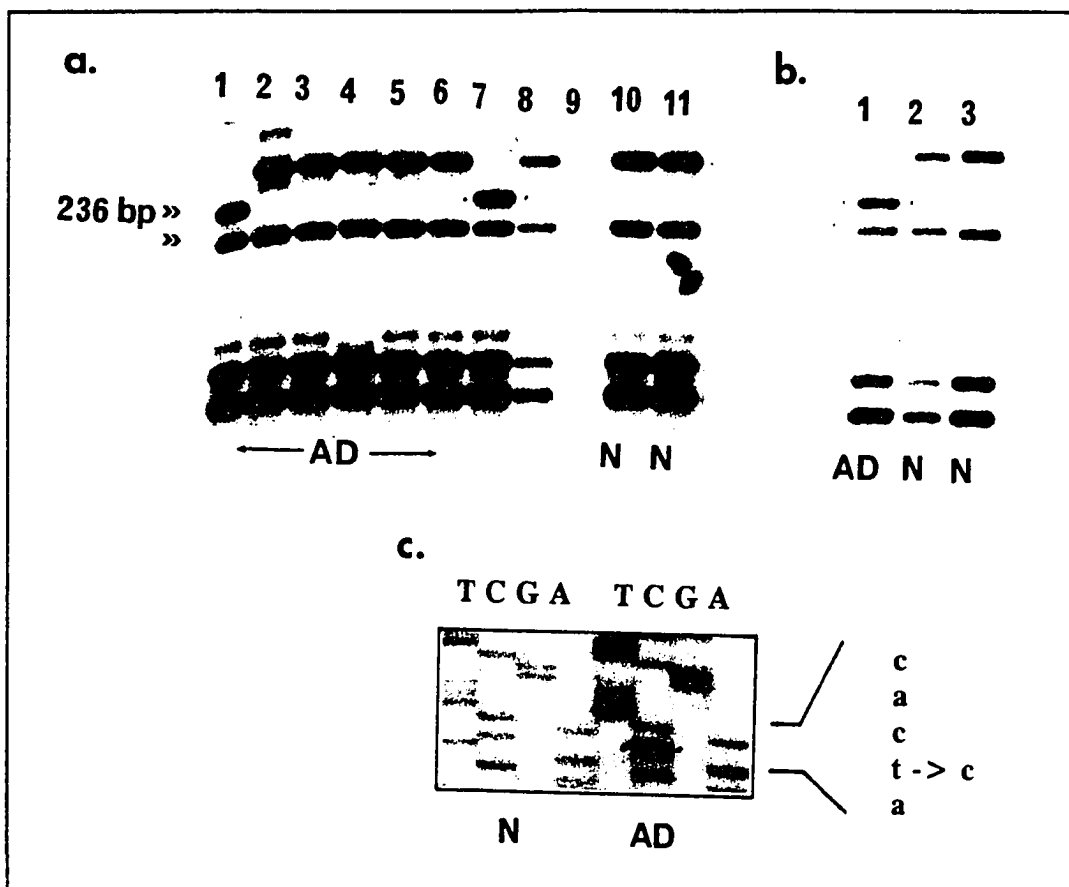 a.
1 2 3 4 5 6 7 8 9 10 11
236 bp »
»
← AD →
N N
b.
1 2 3
AD N N
c.
T C G A T C G A
N AD
c
a
c
t -> c
a